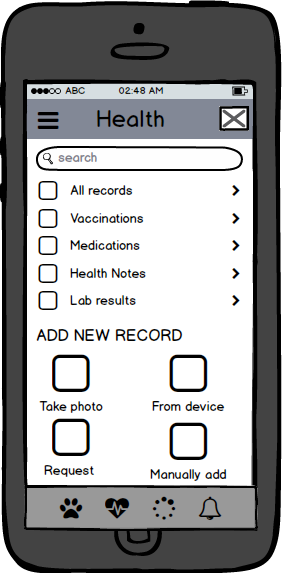 ABC 02:48 AM
Health
search
All records
Vaccinations
Medications
Health Notes
Lab results
ADD NEW RECORD
Take photo From device
Request Manually add